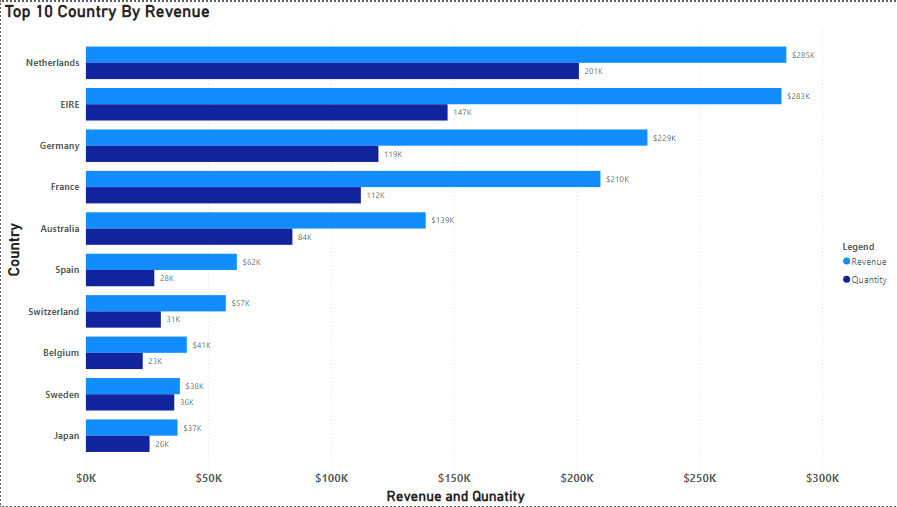 Top 10 Country By Revenue
Netherlands
$285K
201K
EIRE
$283K
147K
Germany
$229K
119K
France
$210K
112K
Australia
$139K
84K
Spain
$62K
28K
Switzerland
$57K
31K
Belgium
$41K
23K
Sweden
$38K
36K
Japan
$37K
26K
Country
$0K $50K $100K $150K $200K $250K $300K
Revenue and Qunatity
Legend
Revenue
Quantity